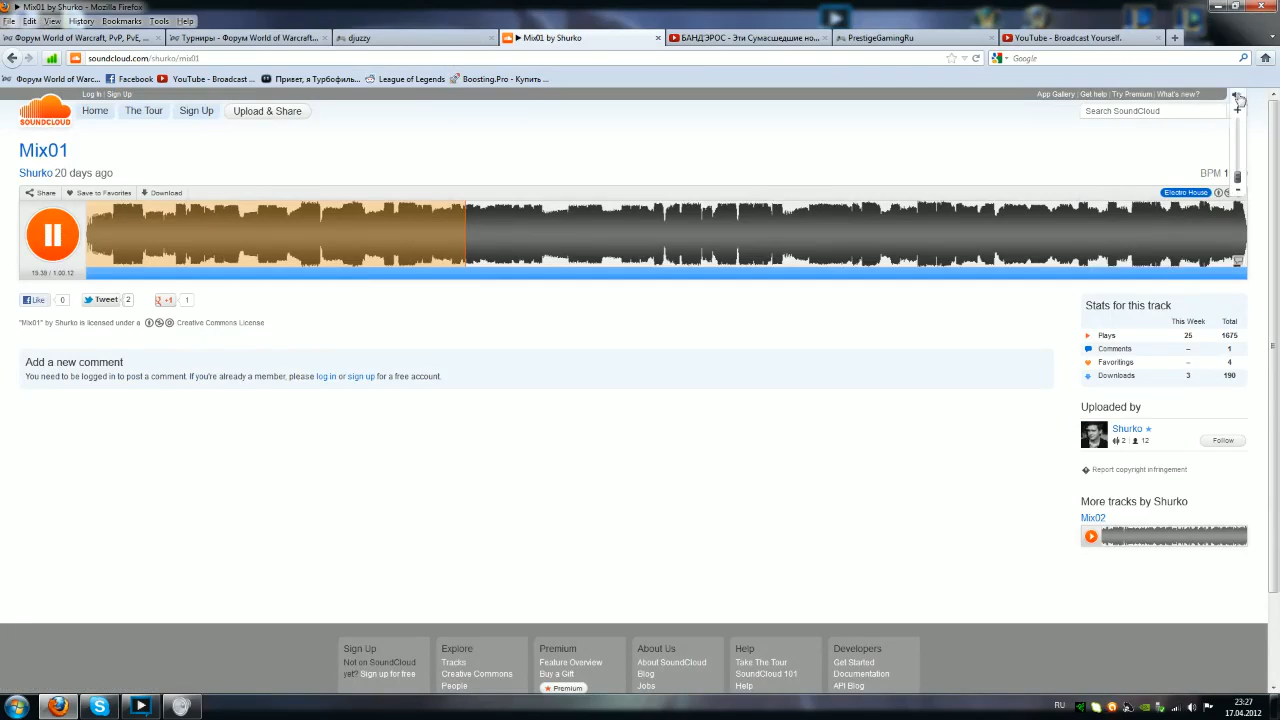 Mix01 by Shurko - Mozilla Firefox
File Edit View History Bookmarks Tools Help
Форум World of Warcraft, PvP, PvE, ...
Турниры - Форум World of Warcraft...
djuzzy
Mix01 by Shurko
БАНД'ЭРОС - Эти Сумасшедшие но...
PrestigeGamingRu
YouTube - Broadcast Yourself.
soundcloud.com/shurko/mix01
Google
Форум World of Warc...
Facebook
YouTube - Broadcast ...
Привет, я Турбофиль...
League of Legends
Boosting.Pro - Купить ...
Log In | Sign Up
App Gallery | Get help | Try Premium | What's new?
SOUNDCLOUD
Home
The Tour
Sign Up
Upload & Share
Search SoundCloud
Mix01
Shurko 20 days ago
BPM
Share
Save to Favorites
Download
Electro House
19.39 / 1.00.12
Like 0
Tweet 2
+1 1
"Mix01" by Shurko is licensed under a Creative Commons License
Add a new comment
You need to be logged in to post a comment. If you're already a member, please log in or sign up for a free account.
Stats for this track
This Week Total
Plays 25 1675
Comments – 1
Favoritings – 4
Downloads 3 190
Uploaded by
Shurko
2 | 12
Follow
Report copyright infringement
More tracks by Shurko
Mix02
Sign Up
Not on SoundCloud
yet? Sign up for free
Explore
Tracks
Creative Commons
People
Premium
Feature Overview
Buy a Gift
Premium
About Us
About SoundCloud
Blog
Jobs
Help
Take The Tour
SoundCloud 101
Help
Developers
Get Started
Documentation
API Blog
RU
23:27
17.04.2012